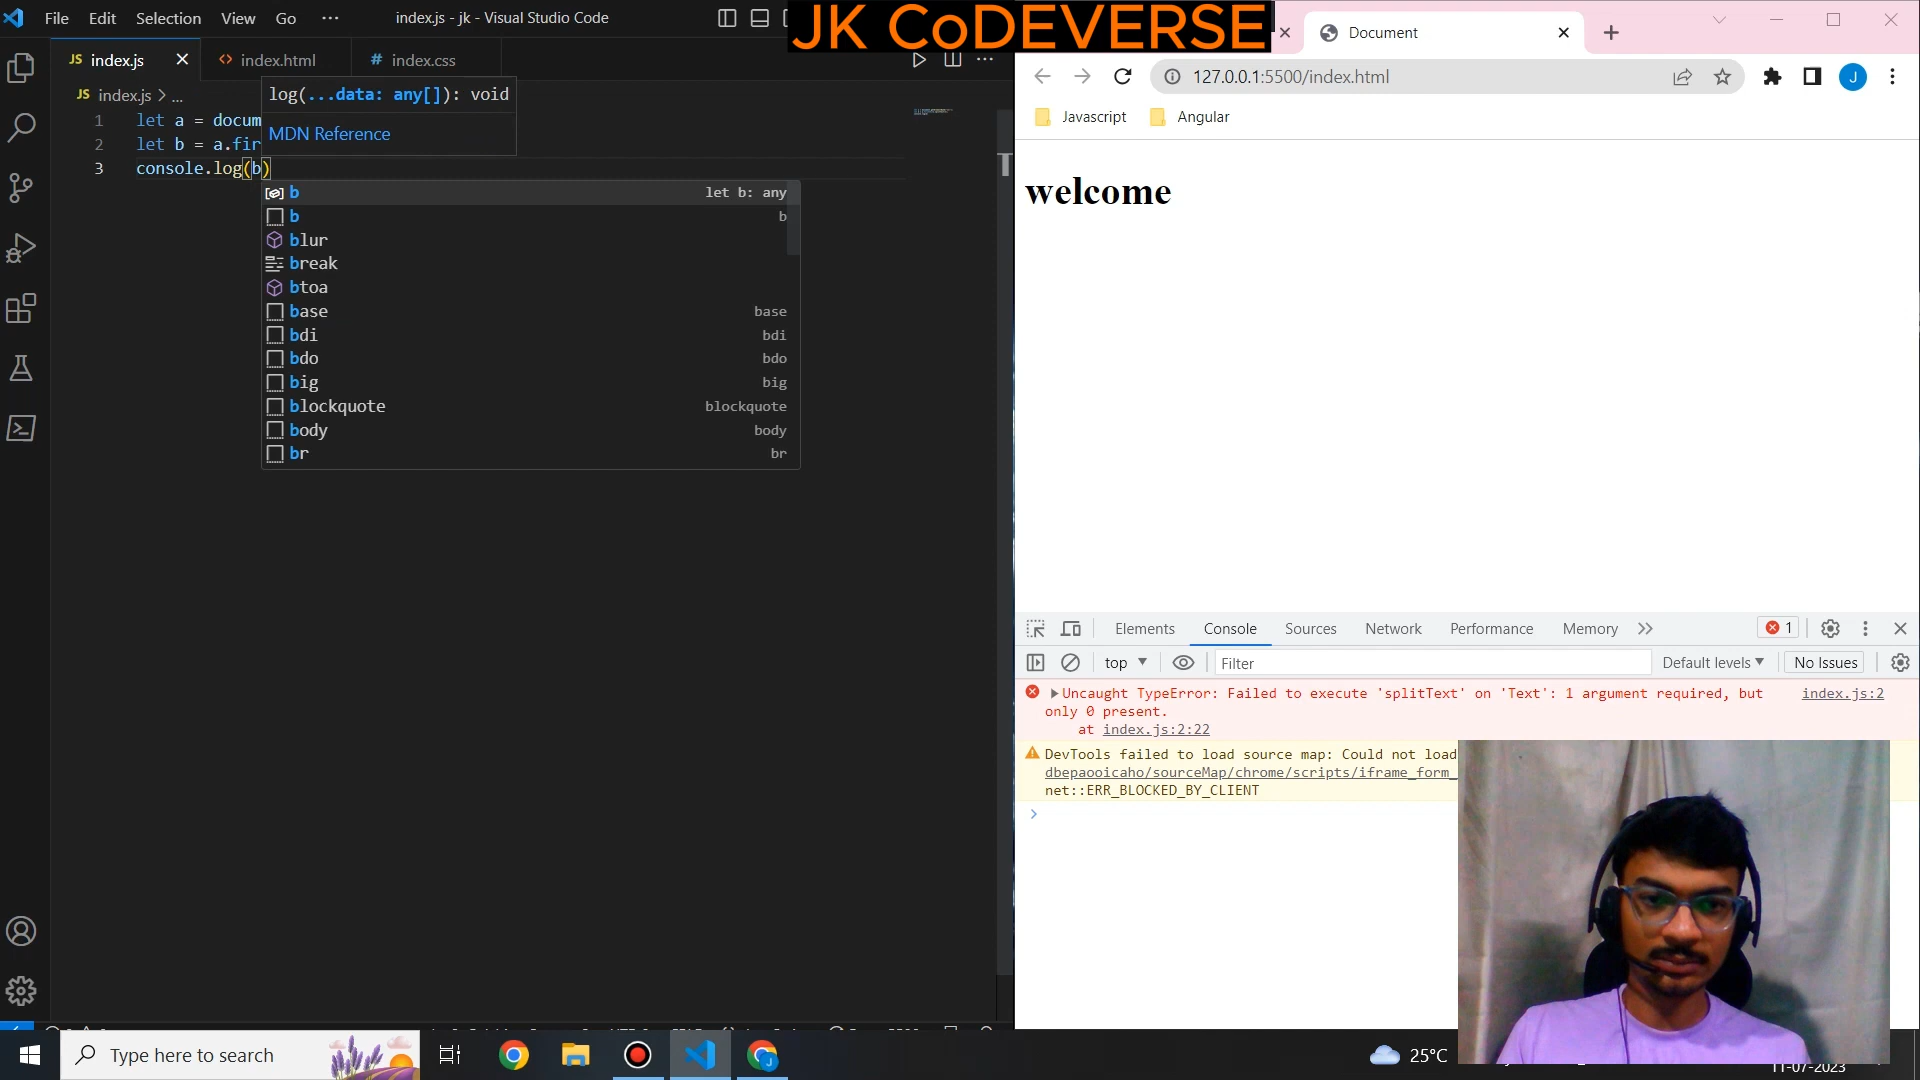 File Edit Selection View Go ··· index.js - jk - Visual Studio Code
JK CoDEVERSE
JS index.js index.html # index.css
JS index.js > ...
log(...data: any[]): void
MDN Reference
1 let a = docum
2 let b = a.fir
3 console.log(b)
b let b: any
b b
blur
break
btoa
base base
bdi bdi
bdo bdo
big big
blockquote blockquote
body body
br br
Document
127.0.0.1:5500/index.html
J
Javascript Angular
welcome
Elements Console Sources Network Performance Memory 1
top Filter Default levels No Issues
Uncaught TypeError: Failed to execute 'splitText' on 'Text': 1 argument required, but index.js:2
only 0 present.
at index.js:2:22
DevTools failed to load source map: Could not load
dbepaooicaho/sourceMap/chrome/scripts/iframe_form_
net::ERR_BLOCKED_BY_CLIENT
Type here to search
25°C
11-07-2023